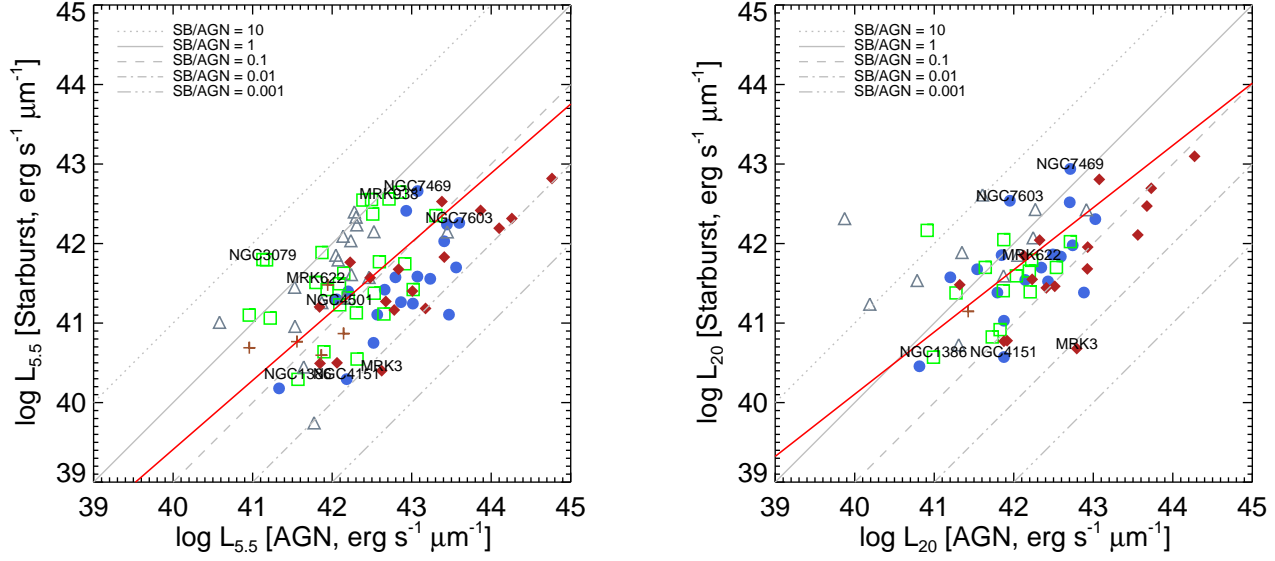 45
44
43
42
41
40
39
39 40 41 42 43 44 45
log L5.5 [Starburst, erg s-1 μm-1]
log L5.5 [AGN, erg s-1 μm-1]
SB/AGN = 10
SB/AGN = 1
SB/AGN = 0.1
SB/AGN = 0.01
SB/AGN = 0.001
NGC7469
MRK938
NGC7603
NGC3079
MRK622
NGC4501
MRK3
NGC1386
NGC4151
45
44
43
42
41
40
39
39 40 41 42 43 44 45
log L20 [Starburst, erg s-1 μm-1]
log L20 [AGN, erg s-1 μm-1]
SB/AGN = 10
SB/AGN = 1
SB/AGN = 0.1
SB/AGN = 0.01
SB/AGN = 0.001
NGC7469
NGC7603
MRK622
NGC1386
NGC4151
MRK3